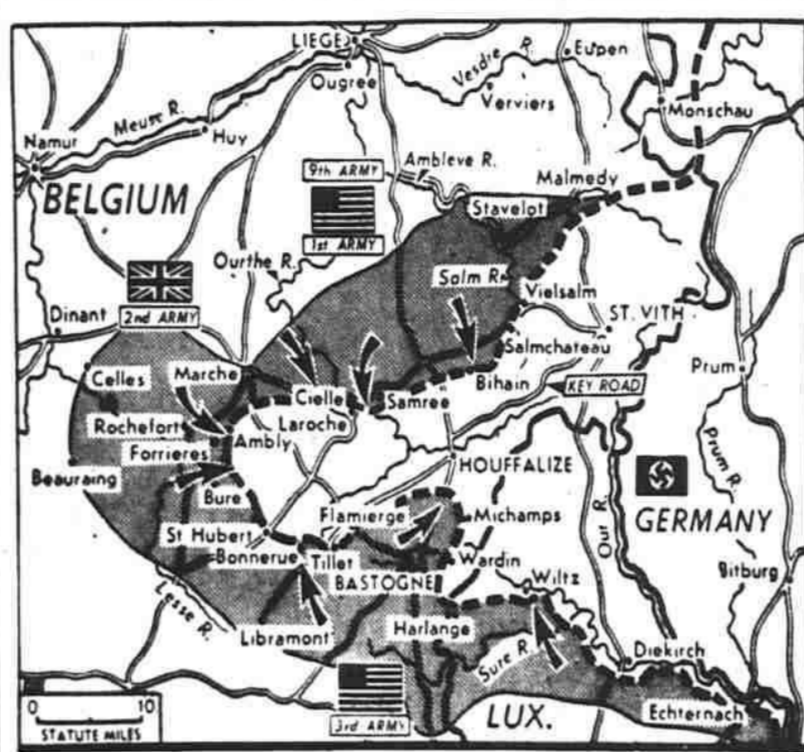 LIEGE
Eupen
Vesdre R.
Ougree
Verviers
Monschau
Meuse R.
Huy
Namur
9th ARMY
Ambleve R.
Malmedy
BELGIUM
Stavelot
1st ARMY
Ourthe R.
Salm R.
Vielsalm
2nd ARMY
Dinant
ST. VITH
Salmchateau
Celles
Marche
Prum
Cielle
Bihain
KEY ROAD
Samree
Laroche
Rochefort
Ambly
Forrieres
HOUFFALIZE
Prum R.
Beauraing
Bure
Our R.
GERMANY
Flamierge
Michamps
St Hubert
Bonnerue
Tillet
Wardin
BASTOGNE
Wiltz
Bitburg
Lesse R.
Libramont
Harlange
Sure R.
Diekirch
0 10
STATUTE MILES
3rd ARMY
LUX.
Echternach